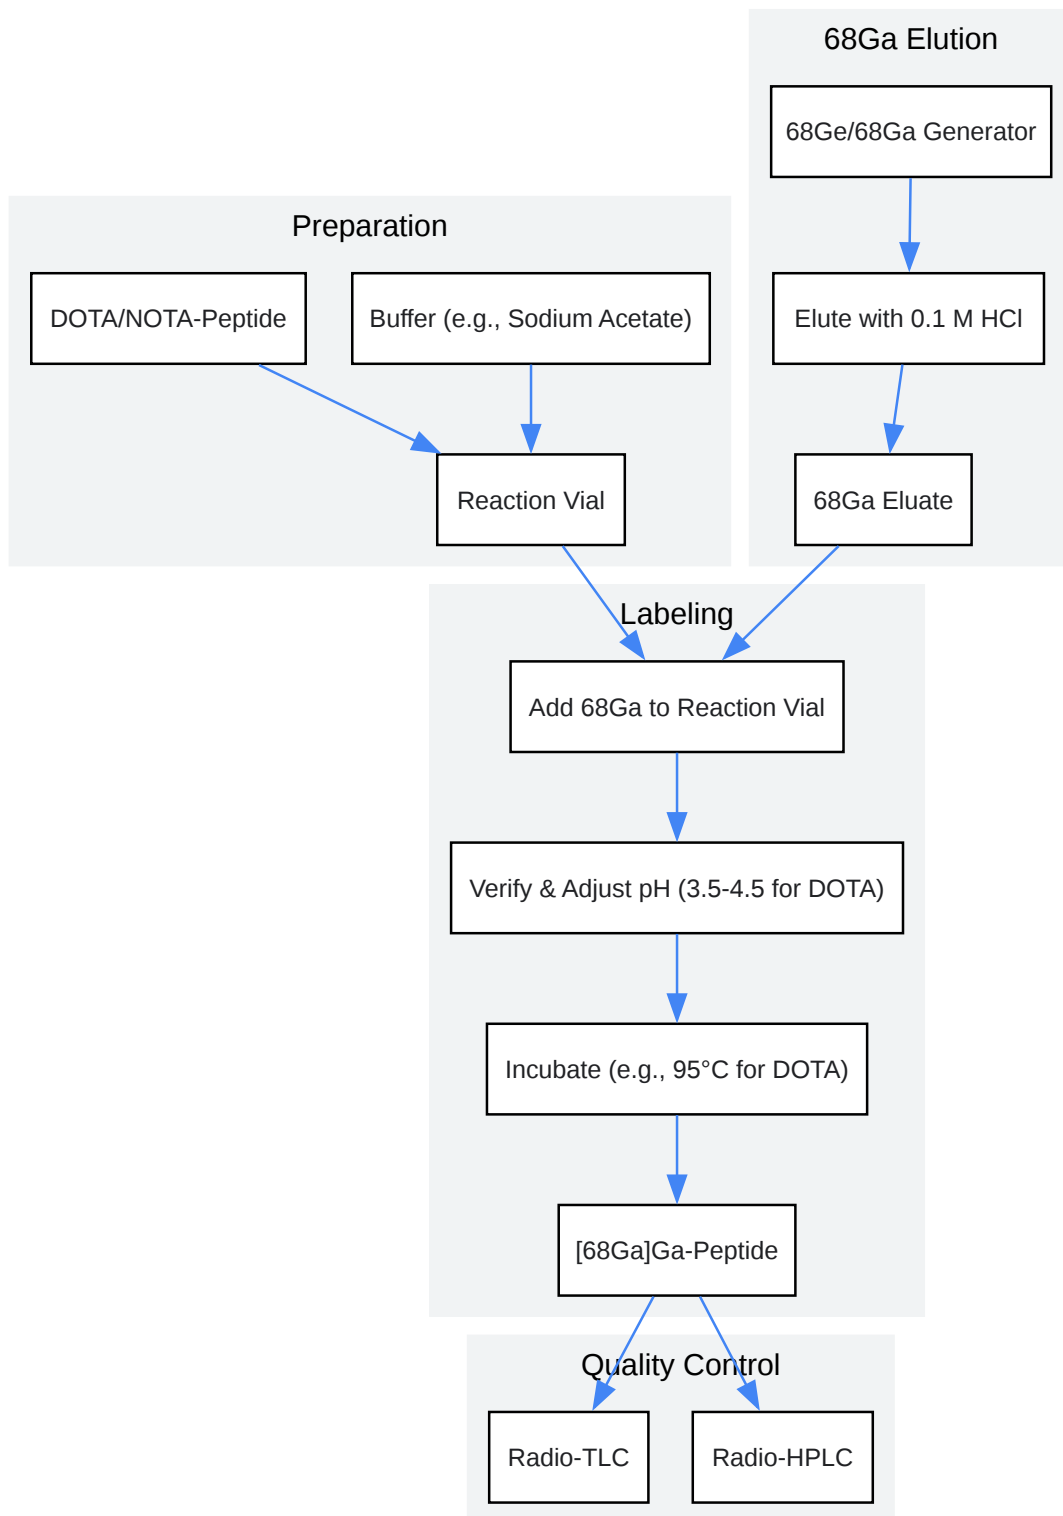 68Ga Elution
68Ge/68Ga Generator
Preparation
DOTA/NOTA-Peptide
Buffer (e.g., Sodium Acetate)
Elute with 0.1 M HCl
Reaction Vial
68Ga Eluate
Labeling
Add 68Ga to Reaction Vial
Verify & Adjust pH (3.5-4.5 for DOTA)
Incubate (e.g., 95°C for DOTA)
[68Ga]Ga-Peptide
Quality Control
Radio-TLC
Radio-HPLC